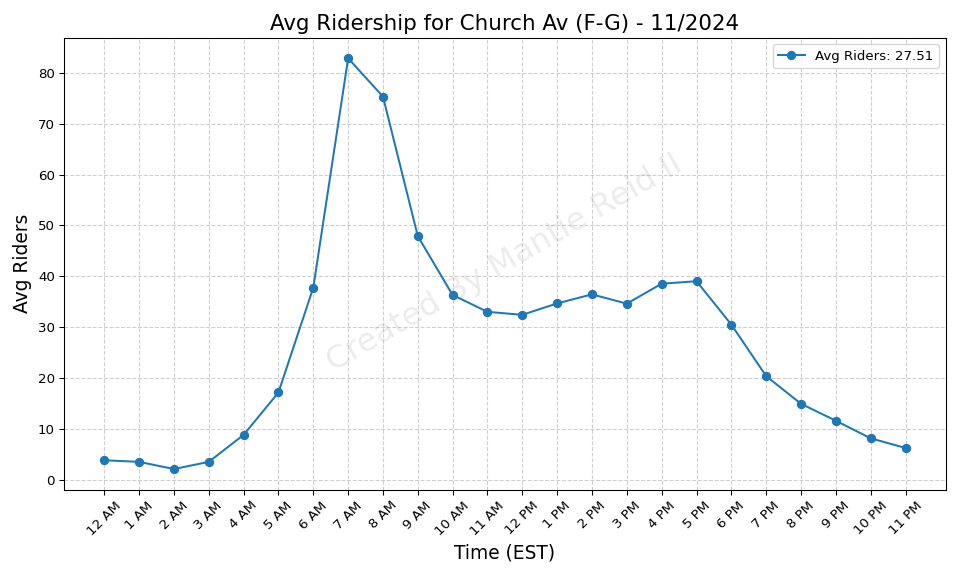 Avg Ridership for Church Av (F-G) - 11/2024
Avg Riders: 27.51
Avg Riders
80
70
60
50
40
30
20
10
0
Created By Mantie Reid II
12 AM
1 AM
2 AM
3 AM
4 AM
5 AM
6 AM
7 AM
8 AM
9 AM
10 AM
11 AM
12 PM
1 PM
2 PM
3 PM
4 PM
5 PM
6 PM
7 PM
8 PM
9 PM
10 PM
11 PM
Time (EST)